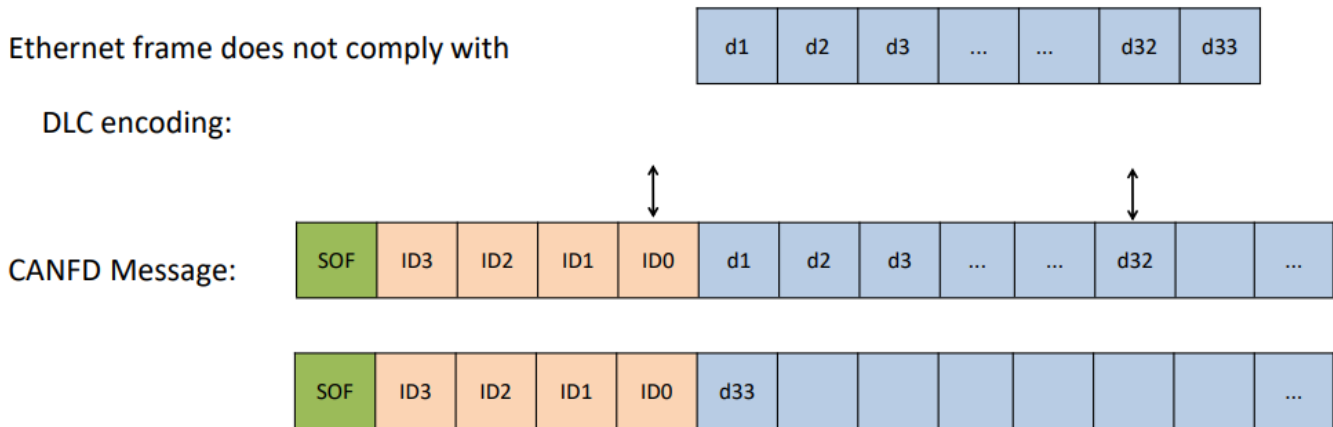 Ethernet frame does not comply with d1 d2 d3 ... ... d32 d33
DLC encoding:
CANFD Message: SOF ID3 ID2 ID1 ID0 d1 d2 d3 ... ... d32 ...
SOF ID3 ID2 ID1 ID0 d33 ...